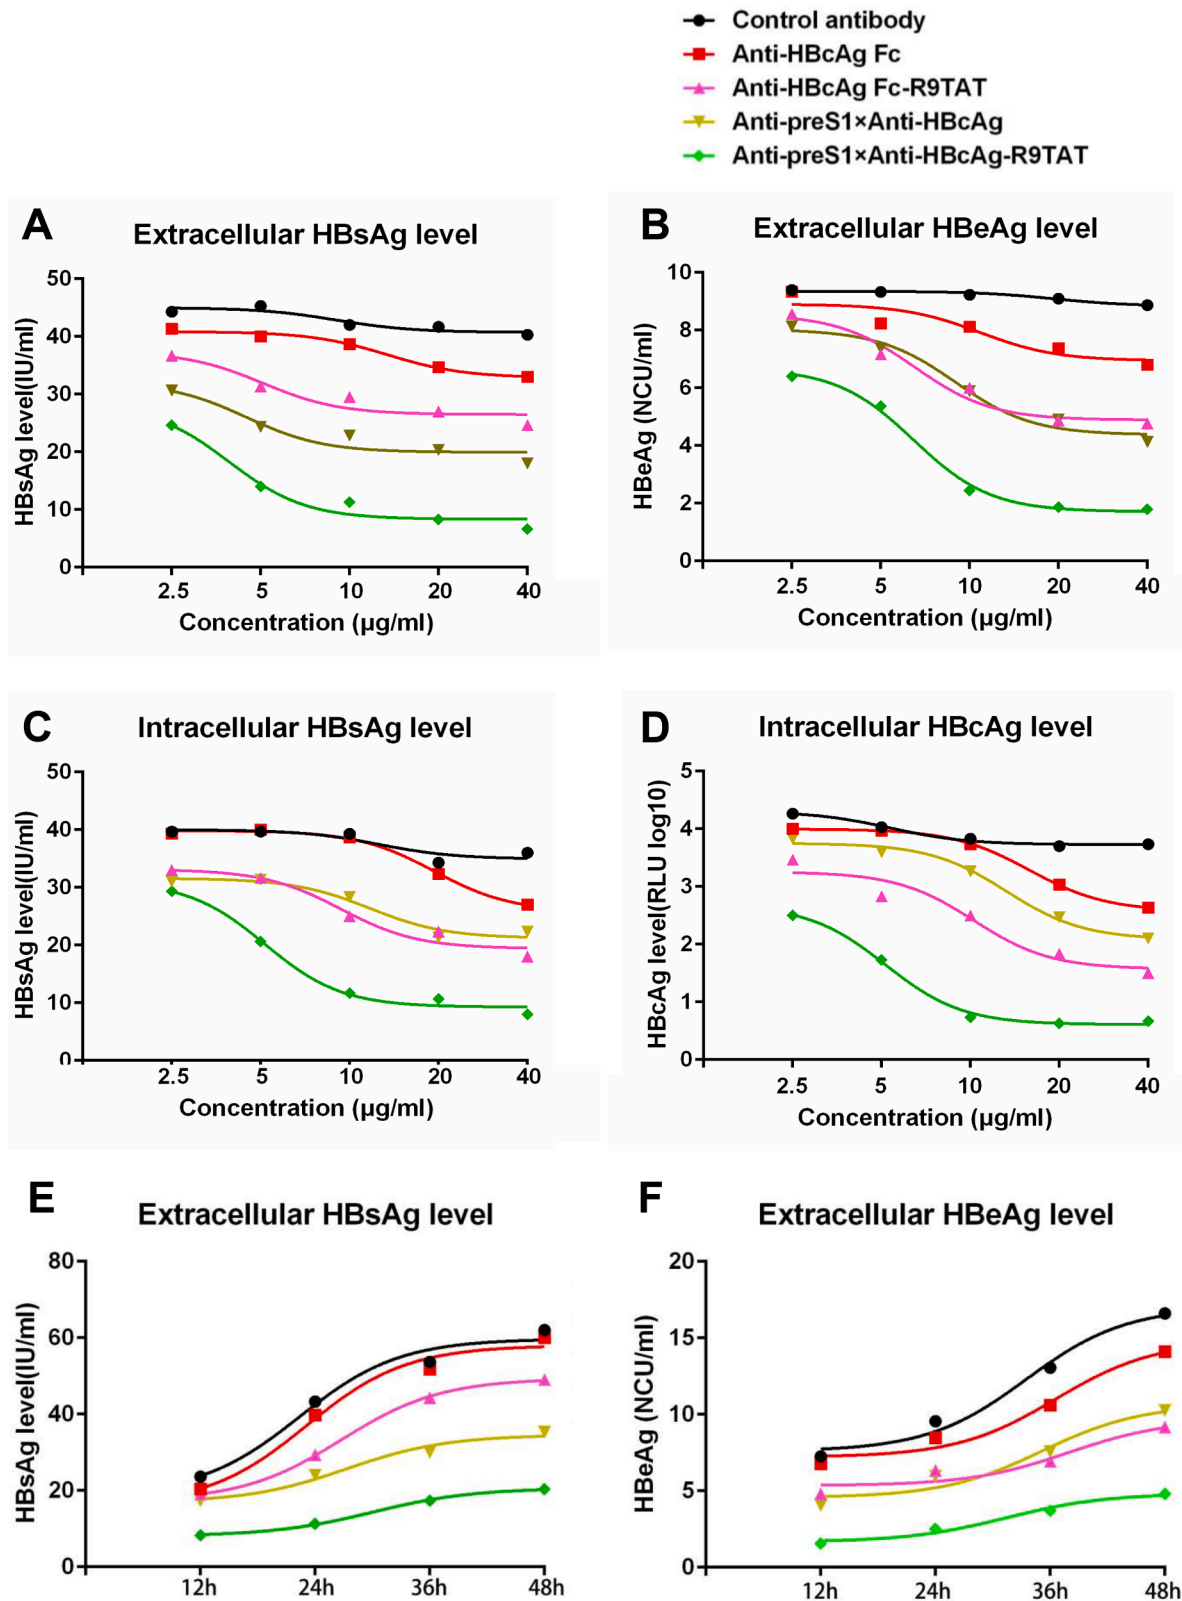 Control antibody
Anti-HBcAg Fc
Anti-HBcAg Fc-R9TAT
Anti-preS1×Anti-HBcAg
Anti-preS1×Anti-HBcAg-R9TAT
A
Extracellular HBsAg level
HBsAg level(IU/ml)
50
40
30
20
10
0
2.5 5 10 20 40
Concentration (µg/ml)
B
Extracellular HBeAg level
HBeAg (NCU/ml)
10
8
6
4
2
0
2.5 5 10 20 40
Concentration (µg/ml)
C
Intracellular HBsAg level
HBsAg level(IU/ml)
50
40
30
20
10
0
2.5 5 10 20 40
Concentration (µg/ml)
D
Intracellular HBcAg level
HBcAg level(RLU log10)
5
4
3
2
1
0
2.5 5 10 20 40
Concentration (µg/ml)
E
Extracellular HBsAg level
HBsAg level(IU/ml)
80
60
40
20
0
12h 24h 36h 48h
F
Extracellular HBeAg level
HBeAg (NCU/ml)
20
15
10
5
0
12h 24h 36h 48h